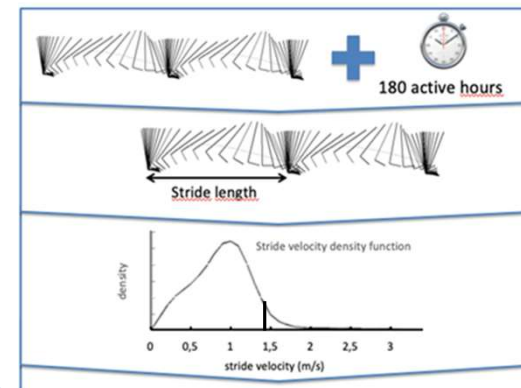 180 active hours
Stride length
Stride velocity density function
density
0 0,5 1 1,5 2 2,5 3
stride velocity (m/s)